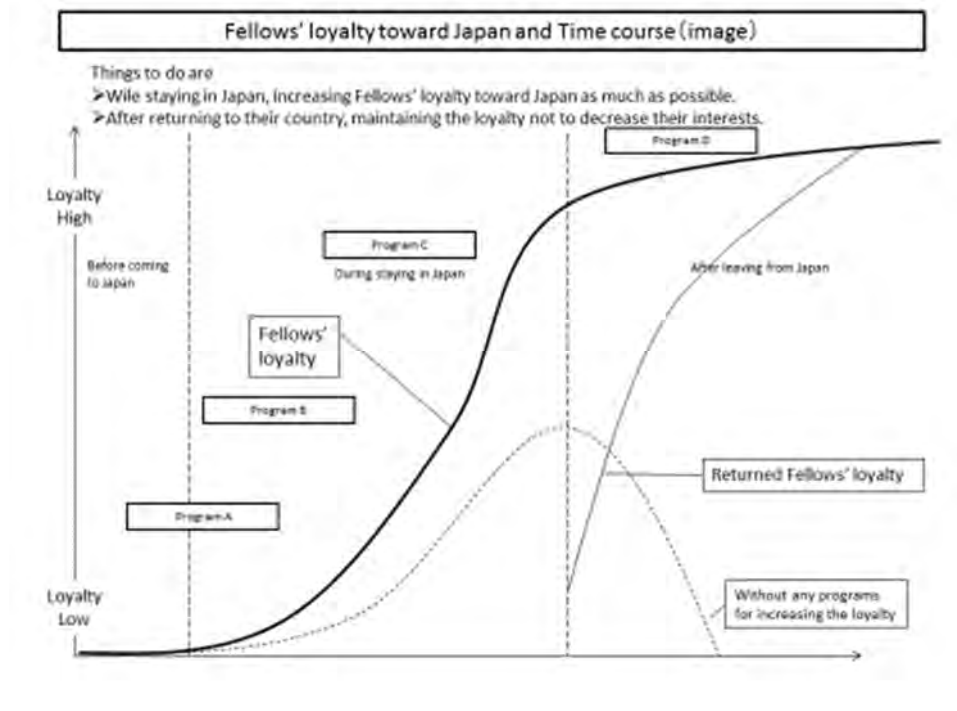 Fellows' loyalty toward Japan and Time course (image)
Things to do are
➤Wile staying in Japan, increasing Fellows' loyalty toward Japan as much as possible.
➤After returning to their country, maintaining the loyalty not to decrease their interests.
Program D
Loyalty
High
Program C
Before coming
to Japan
During staying in Japan
After leaving from Japan
Fellows'
loyalty
Program B
Returned Fellows' loyalty
Program A
Loyalty
Low
Without any programs
for increasing the loyalty